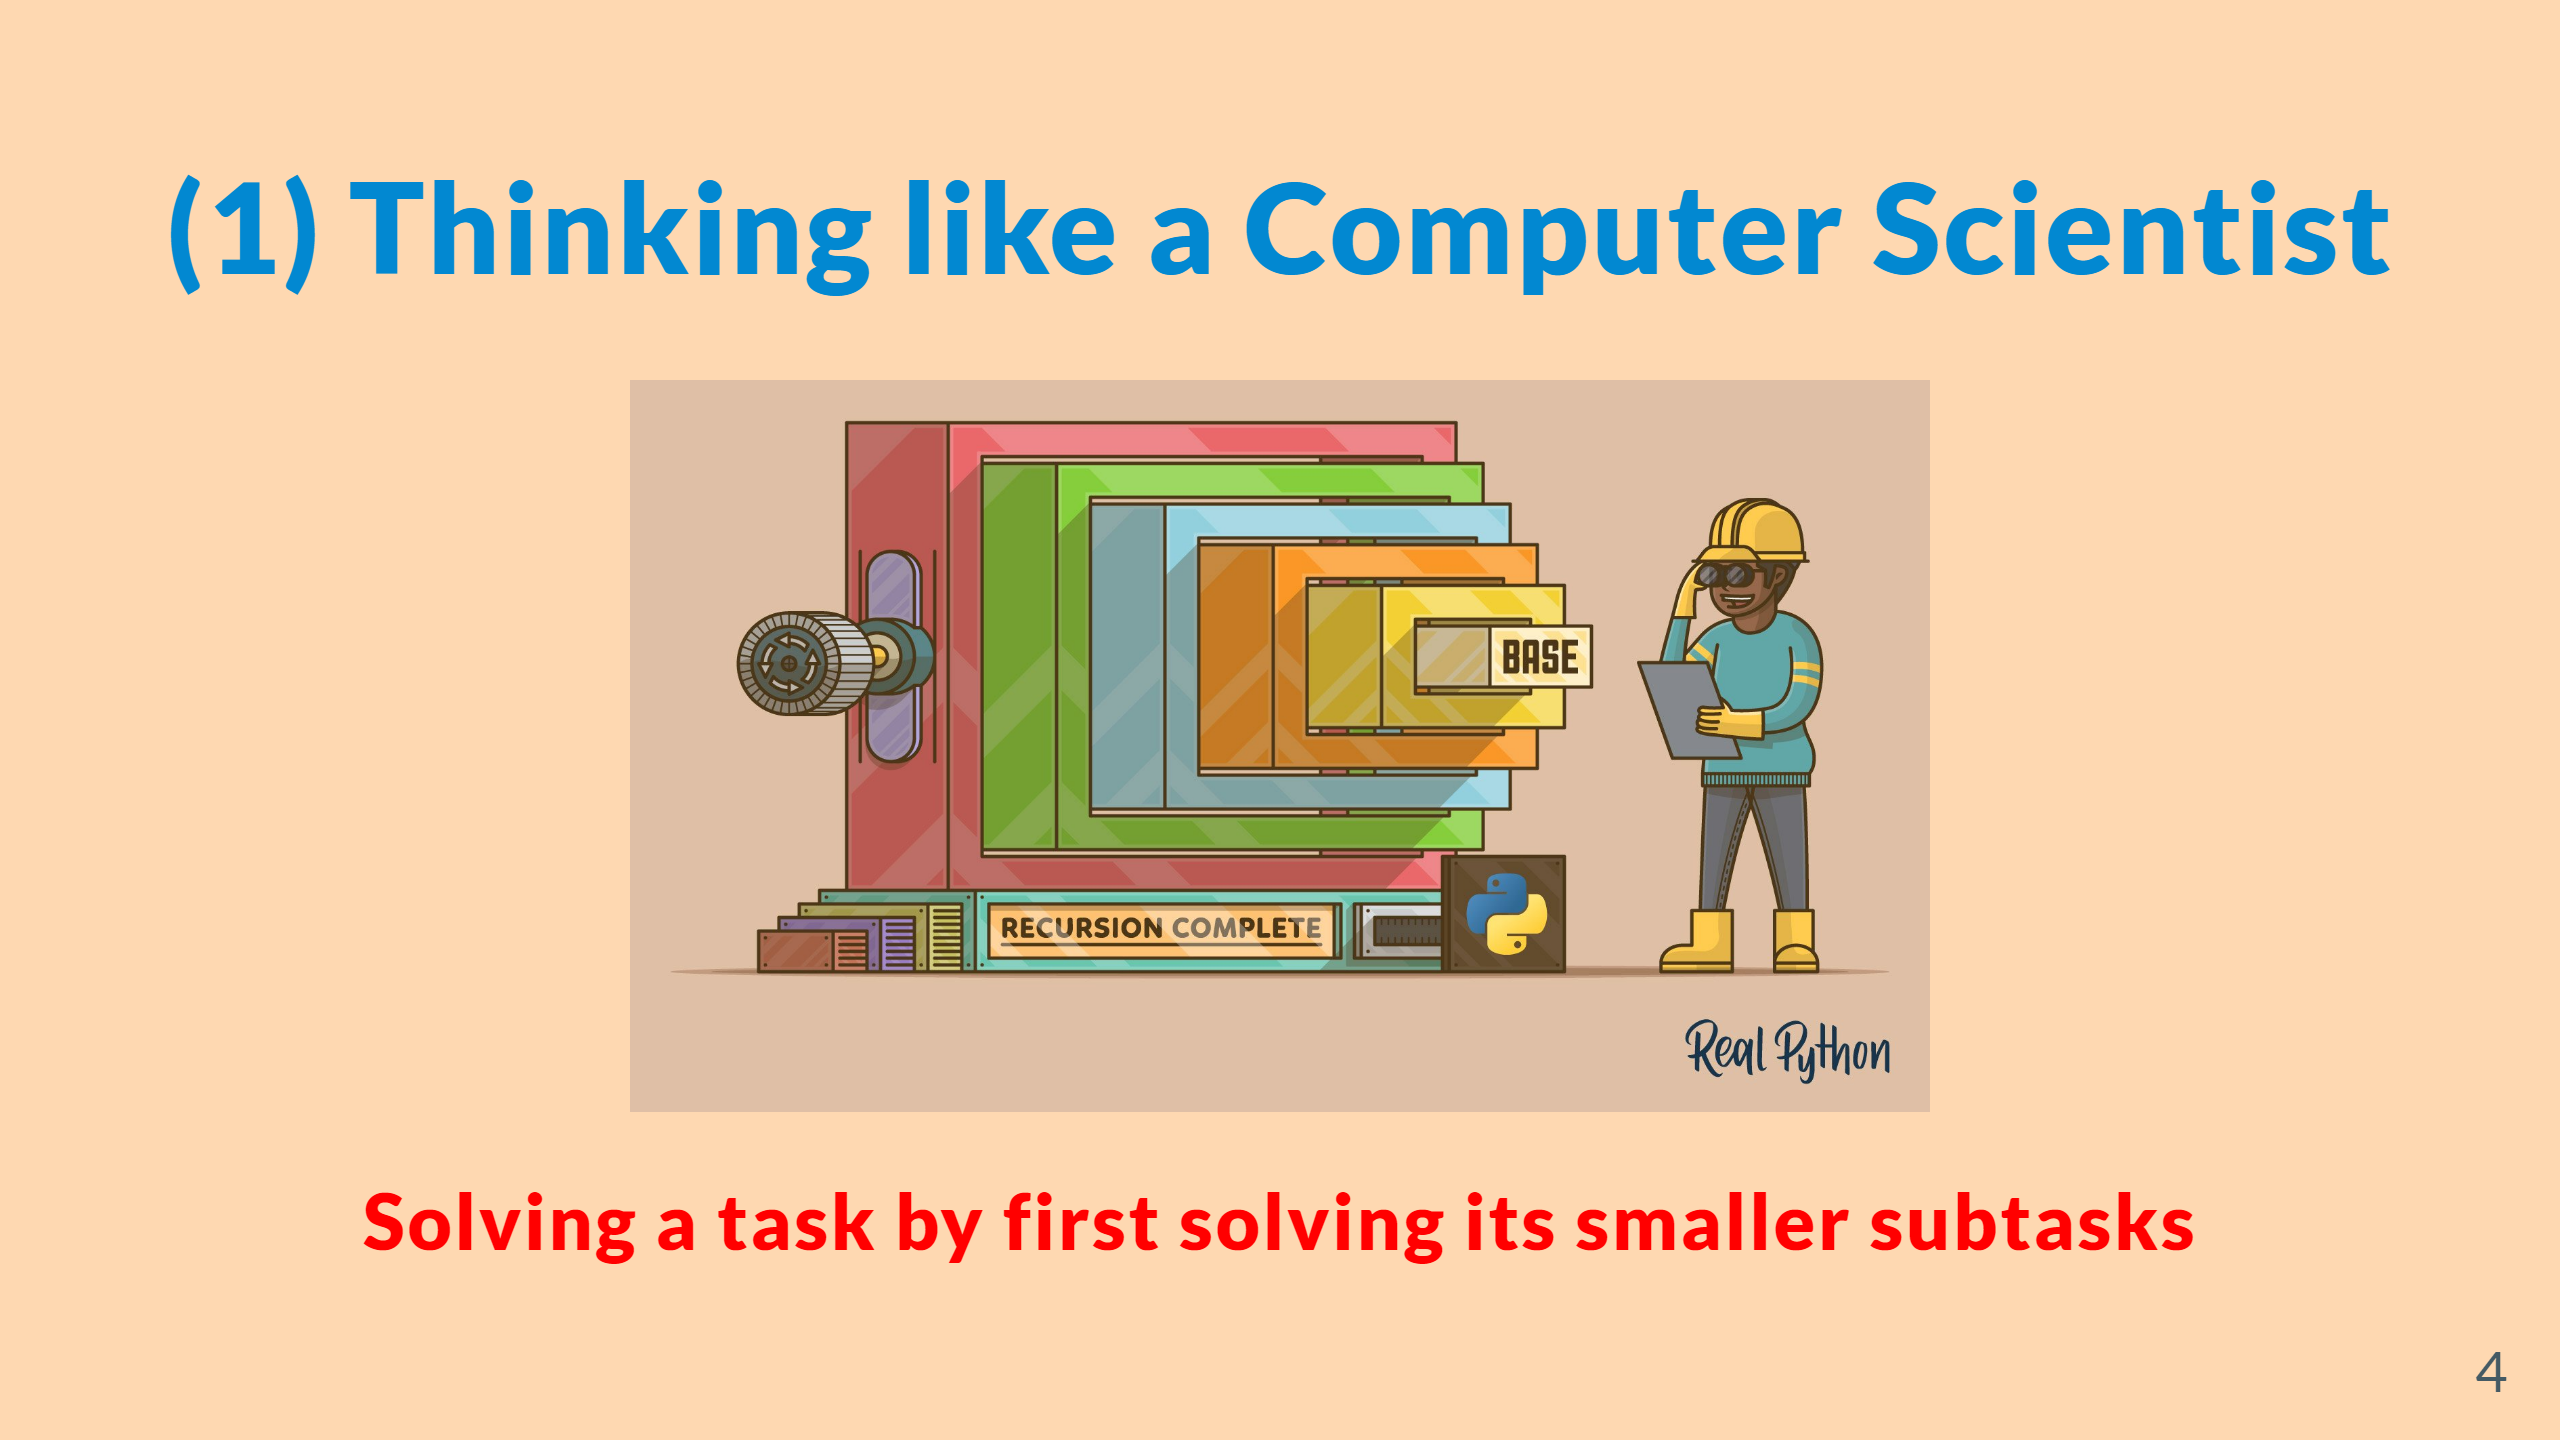 (1) Thinking like a Computer Scientist
BASE
RECURSION COMPLETE
Real Python
Solving a task by first solving its smaller subtasks
4